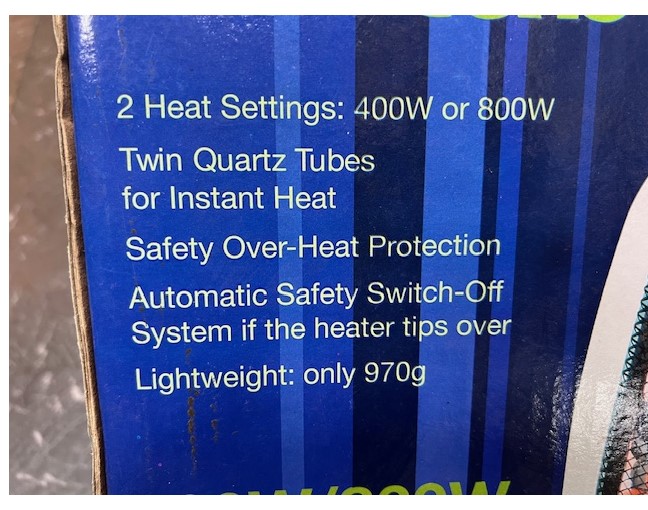 2 Heat Settings: 400W or 800W
Twin Quartz Tubes
for Instant Heat
Safety Over-Heat Protection
Automatic Safety Switch-Off
System if the heater tips over
Lightweight: only 970g